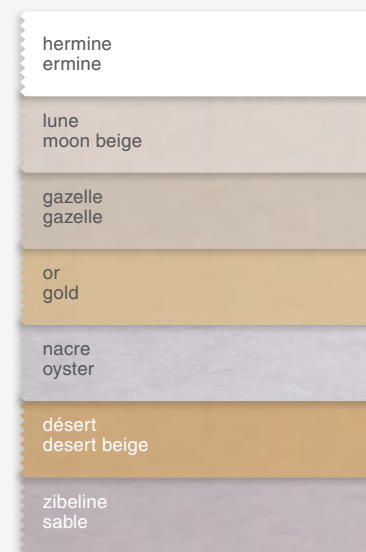 hermine
ermine
lune
moon beige
gazelle
gazelle
or
gold
nacre
oyster
désert
desert beige
zibeline
sable